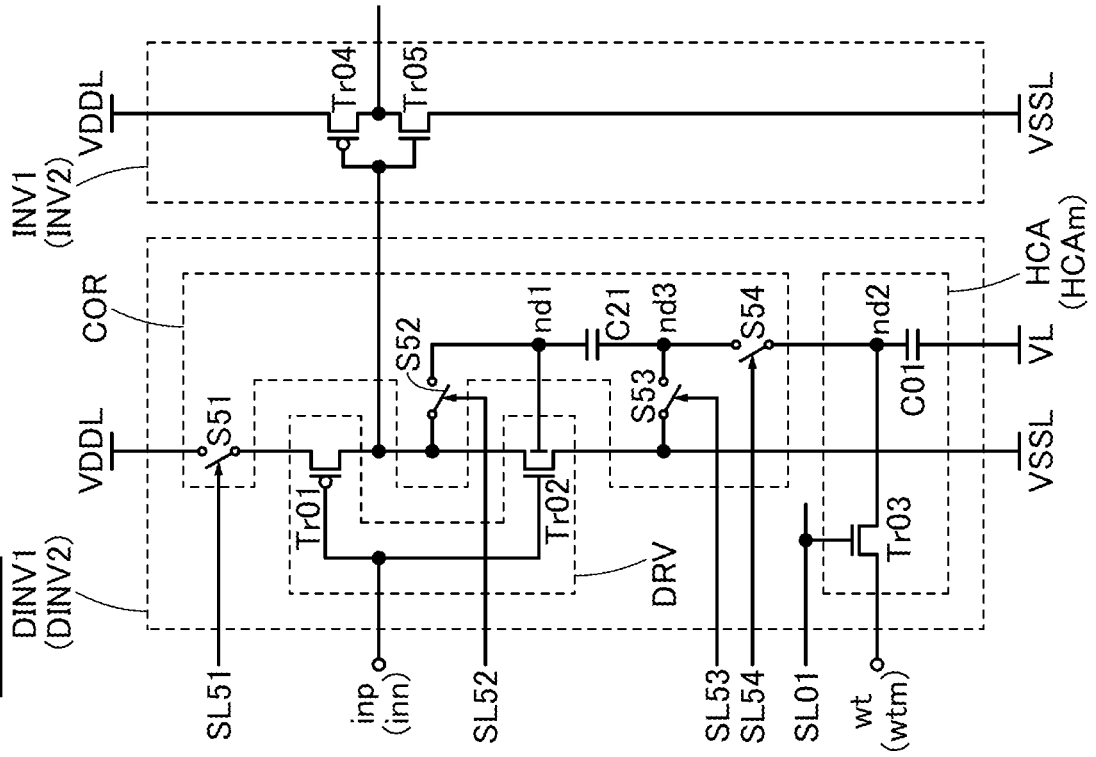 DINV1
(DINV2)
INV1
(INV2)
COR
VDDL
VDDL
SL51
S51
Tr01
Tr04
Tr05
inp
(inn)
S52
SL52
nd1
Tr02
C21
DRV
nd3
S53
SL53
S54
SL54
SL01
Tr03
nd2
C01
wt
(wtm)
HCA
(HCAm)
VSSL
VL
VSSL